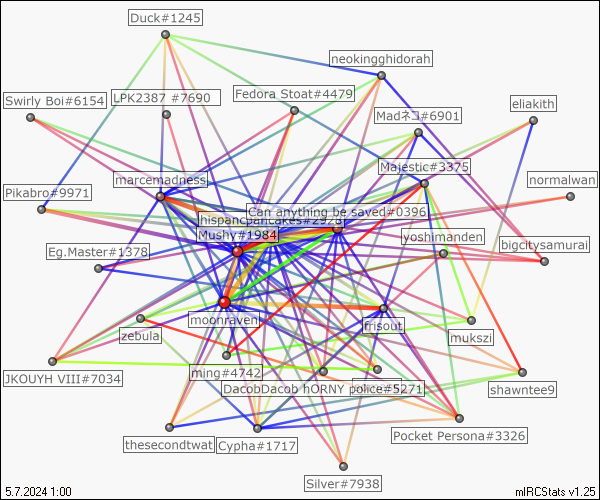 Duck#1245
neokingghidorah
Swirly Boi#6154
LPK2387 #7690
Fedora Stoat#4479
Madネコ#6901
eliakith
marcemadness
Majestic#3375
normalwan
Pikabro#9971
hispancpancakes#2928
Can anything be saved#0396
Mushy#1984
yoshimanden
Eg.Master#1378
bigcitysamurai
moonraven
frisout
zebula
mukszi
JKOUYH VIII#7034
ming#4742
DacobDacob hORNY police#5271
shawntee9
thesecondtwat
Cypha#1717
Pocket Persona#3326
Silver#7938
5.7.2024 1:00
mIRCStats v1.25